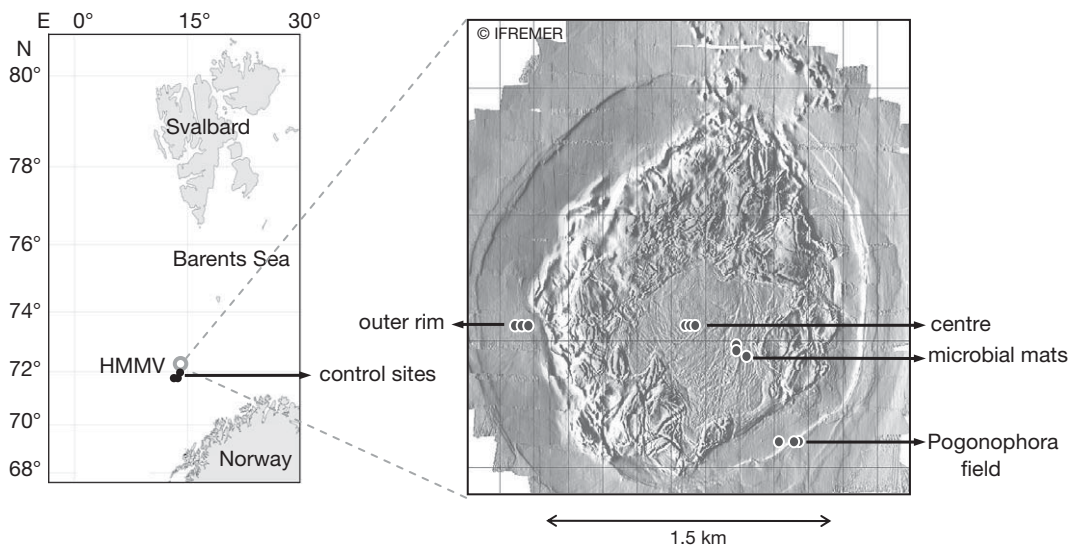 E 0° 15° 30°
N
80°
78°
76°
74°
72°
70°
68°
Svalbard
Barents Sea
HMMV
control sites
Norway
© IFREMER
outer rim
centre
microbial mats
Pogonophora
field
1.5 km